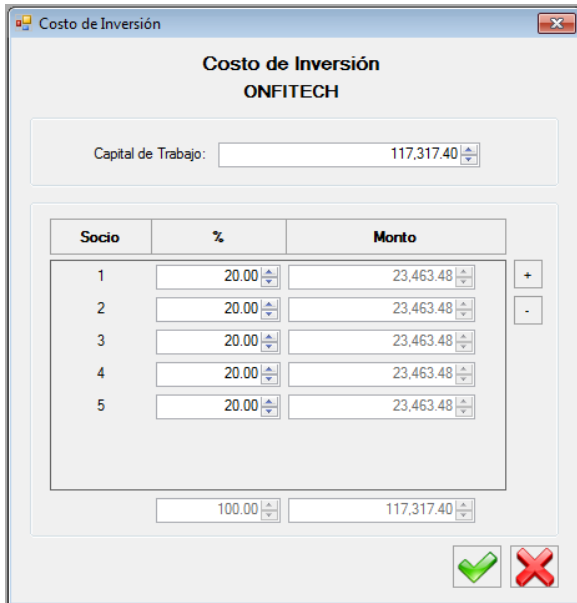 Costo de Inversión
Costo de Inversión
ONFITECH
Capital de Trabajo: 117,317.40
Socio % Monto
1 20.00 23,463.48 +
2 20.00 23,463.48 -
3 20.00 23,463.48
4 20.00 23,463.48
5 20.00 23,463.48
100.00 117,317.40